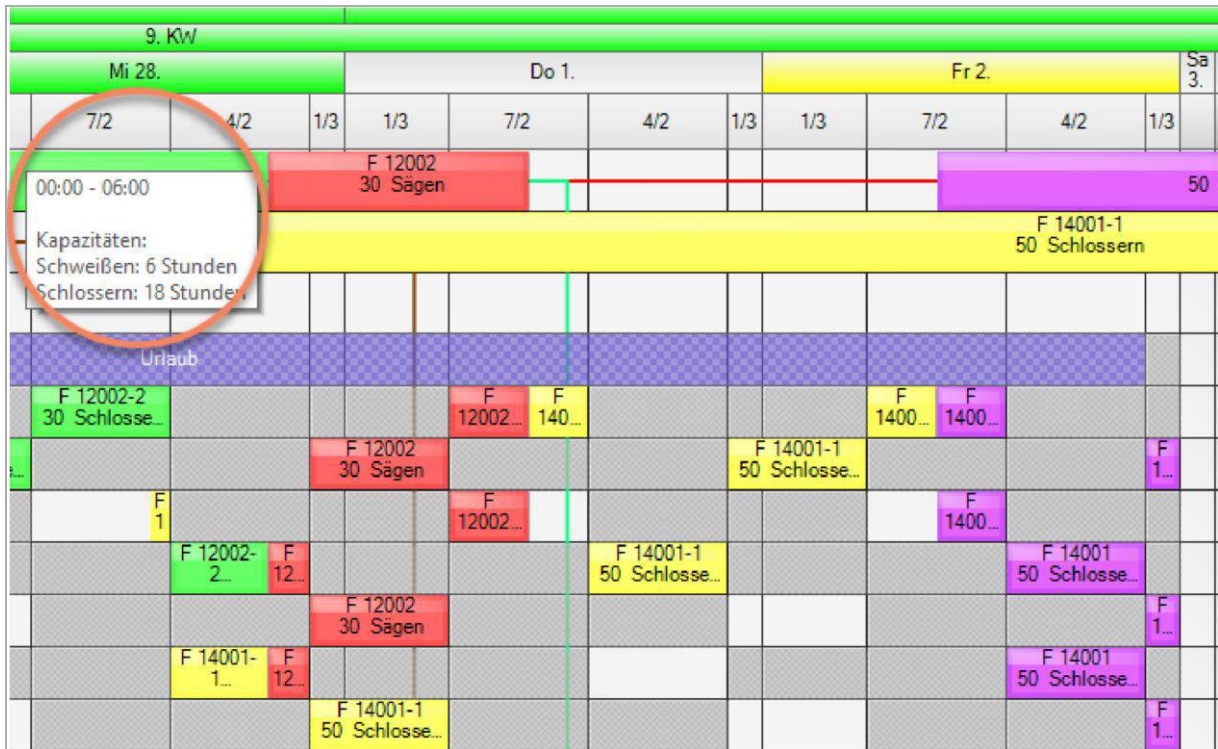 9. KW
Mi 28.
Do 1.
Fr 2.
Sa
3.
7/2
4/2
1/3
1/3
7/2
4/2
1/3
1/3
7/2
4/2
1/3
F 12002
30 Sägen
50
00:00 - 06:00
Kapazitäten:
Schweißen: 6 Stunden
Schlossern: 18 Stunden
F 14001-1
50 Schlossern
Urlaub
F 12002-2
30 Schlosse...
F
12002...
F
140...
F
1400...
F
1400...
e...
F 12002
30 Sägen
F 14001-1
50 Schlosse...
F
1...
F
1
F
12002...
F
1400...
F 12002-
2...
F
12...
F 14001-1
50 Schlosse...
F 14001
50 Schlosse...
F 12002
30 Sägen
F
1...
F 14001-
1...
F
12...
F 14001
50 Schlosse...
F 14001-1
50 Schlosse...
F
1...